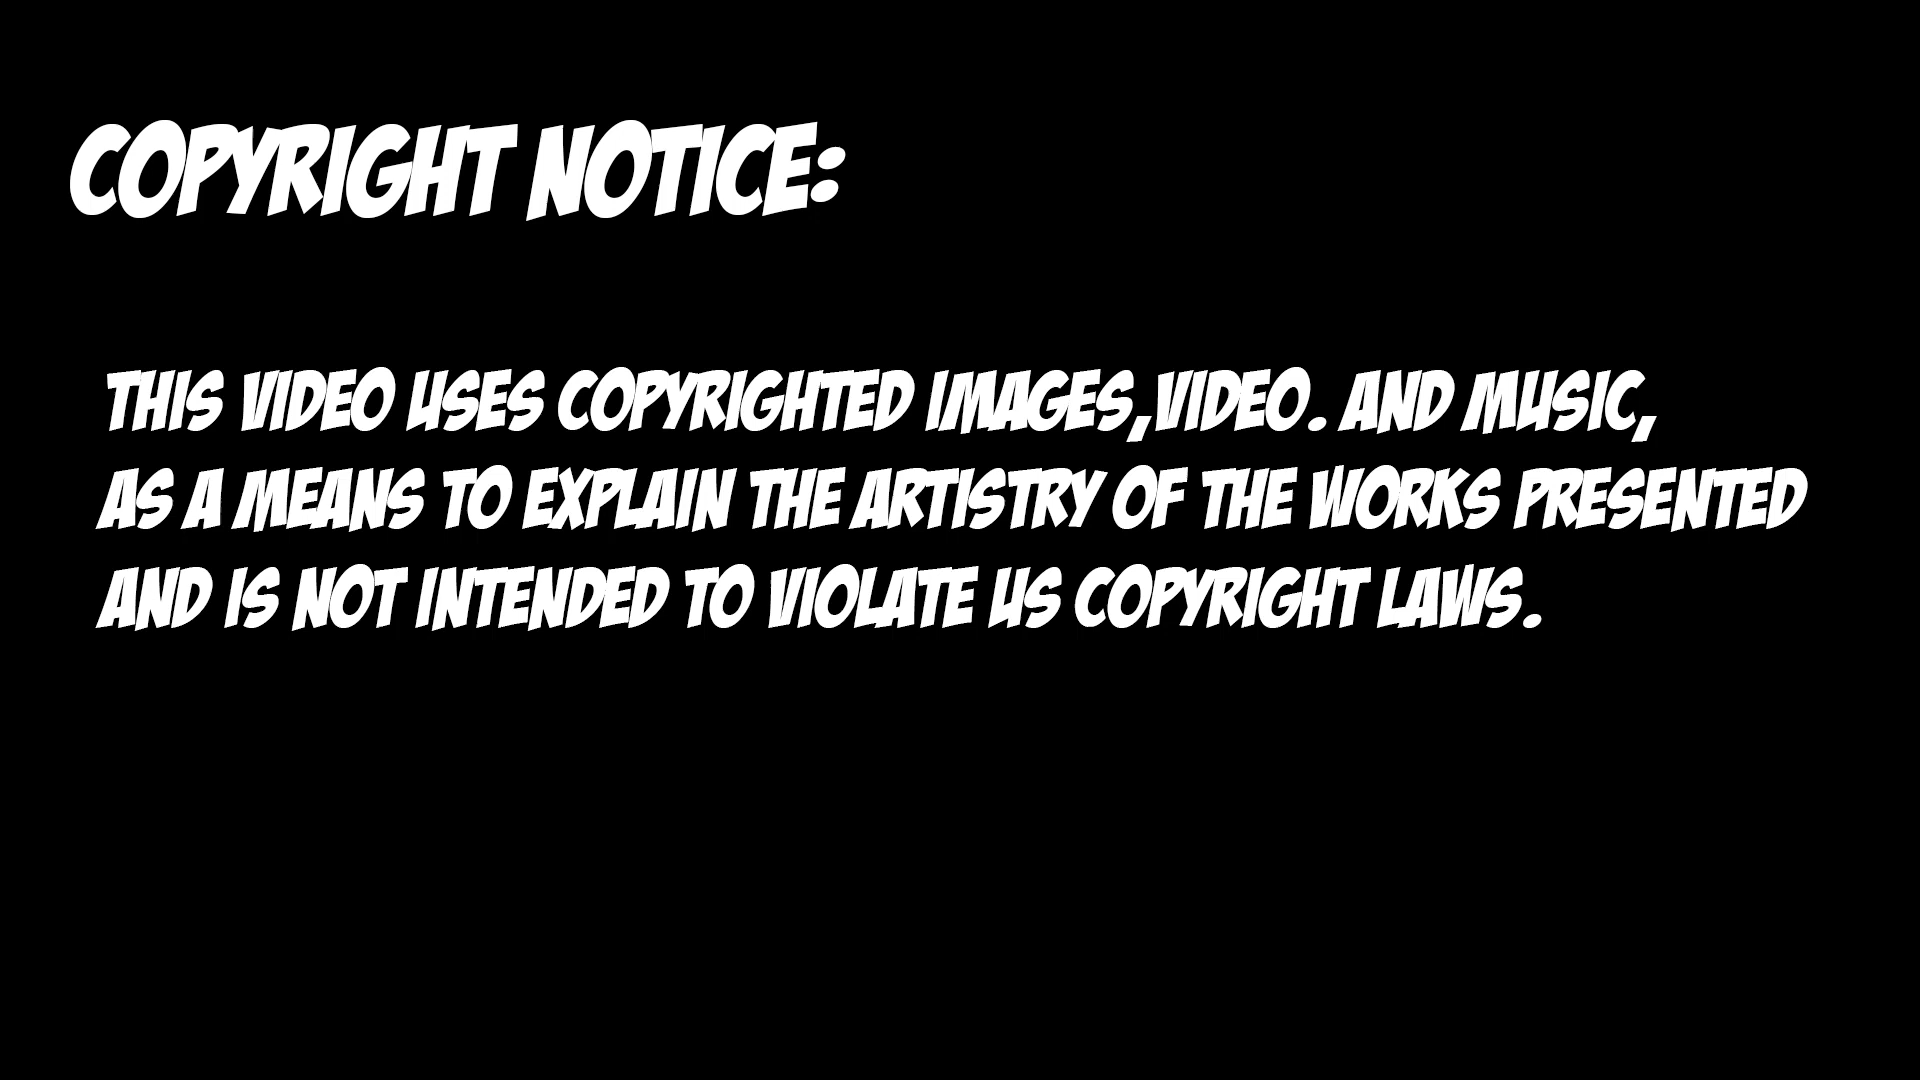 COPYRIGHT NOTICE:
THIS VIDEO USES COPYRIGHTED IMAGES,VIDEO. AND MUSIC,
AS A MEANS TO EXPLAIN THE ARTISTRY OF THE WORKS PRESENTED
AND IS NOT INTENDED TO VIOLATE US COPYRIGHT LAWS.